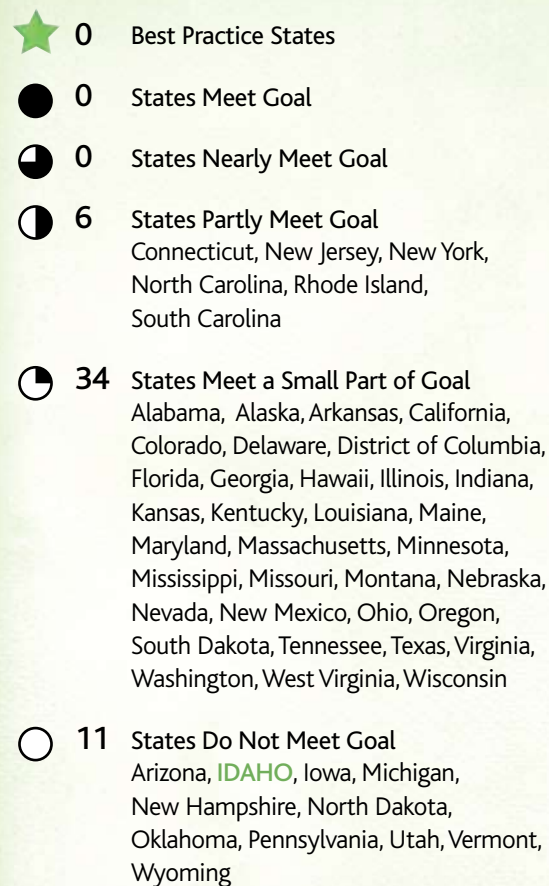 0 Best Practice States
0 States Meet Goal
0 States Nearly Meet Goal
6 States Partly Meet Goal
Connecticut, New Jersey, New York,
North Carolina, Rhode Island,
South Carolina
34 States Meet a Small Part of Goal
Alabama, Alaska, Arkansas, California,
Colorado, Delaware, District of Columbia,
Florida, Georgia, Hawaii, Illinois, Indiana,
Kansas, Kentucky, Louisiana, Maine,
Maryland, Massachusetts, Minnesota,
Mississippi, Missouri, Montana, Nebraska,
Nevada, New Mexico, Ohio, Oregon,
South Dakota, Tennessee, Texas, Virginia,
Washington, West Virginia, Wisconsin
11 States Do Not Meet Goal
Arizona, IDAHO, Iowa, Michigan,
New Hampshire, North Dakota,
Oklahoma, Pennsylvania, Utah, Vermont,
Wyoming